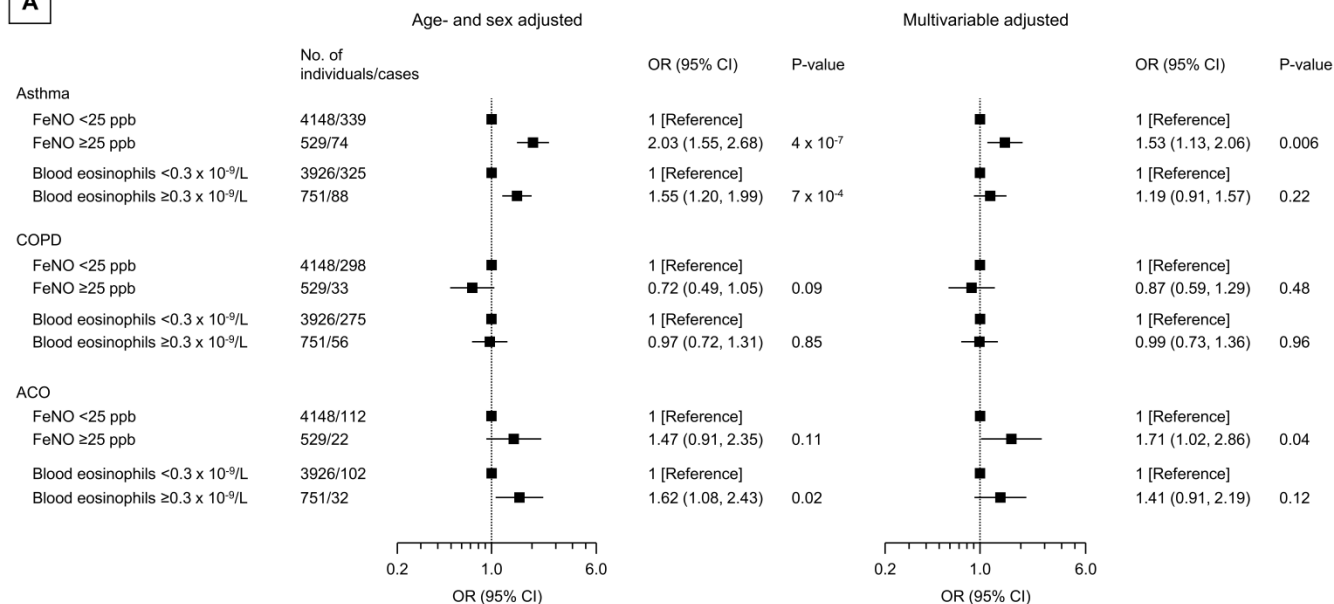 A
Age- and sex adjusted Multivariable adjusted
No. of
individuals/cases OR (95% CI) P-value OR (95% CI) P-value
Asthma
FeNO <25 ppb 4148/339 1 [Reference] 1 [Reference]
FeNO ≥25 ppb 529/74 2.03 (1.55, 2.68) 4 x 10⁻⁷ 1.53 (1.13, 2.06) 0.006
Blood eosinophils <0.3 x 10⁻⁹/L 3926/325 1 [Reference] 1 [Reference]
Blood eosinophils ≥0.3 x 10⁻⁹/L 751/88 1.55 (1.20, 1.99) 7 x 10⁻⁴ 1.19 (0.91, 1.57) 0.22
COPD
FeNO <25 ppb 4148/298 1 [Reference] 1 [Reference]
FeNO ≥25 ppb 529/33 0.72 (0.49, 1.05) 0.09 0.87 (0.59, 1.29) 0.48
Blood eosinophils <0.3 x 10⁻⁹/L 3926/275 1 [Reference] 1 [Reference]
Blood eosinophils ≥0.3 x 10⁻⁹/L 751/56 0.97 (0.72, 1.31) 0.85 0.99 (0.73, 1.36) 0.96
ACO
FeNO <25 ppb 4148/112 1 [Reference] 1 [Reference]
FeNO ≥25 ppb 529/22 1.47 (0.91, 2.35) 0.11 1.71 (1.02, 2.86) 0.04
Blood eosinophils <0.3 x 10⁻⁹/L 3926/102 1 [Reference] 1 [Reference]
Blood eosinophils ≥0.3 x 10⁻⁹/L 751/32 1.62 (1.08, 2.43) 0.02 1.41 (0.91, 2.19) 0.12
0.2 1.0 6.0 0.2 1.0 6.0
OR (95% CI) OR (95% CI)